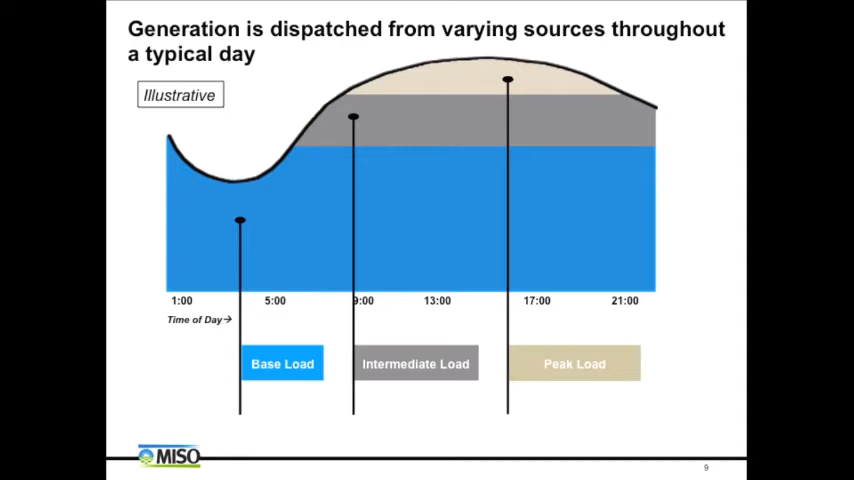 Generation is dispatched from varying sources throughout
a typical day
Illustrative
1:00 5:00 9:00 13:00 17:00 21:00
Time of Day→
Base Load Intermediate Load Peak Load
MISO
9